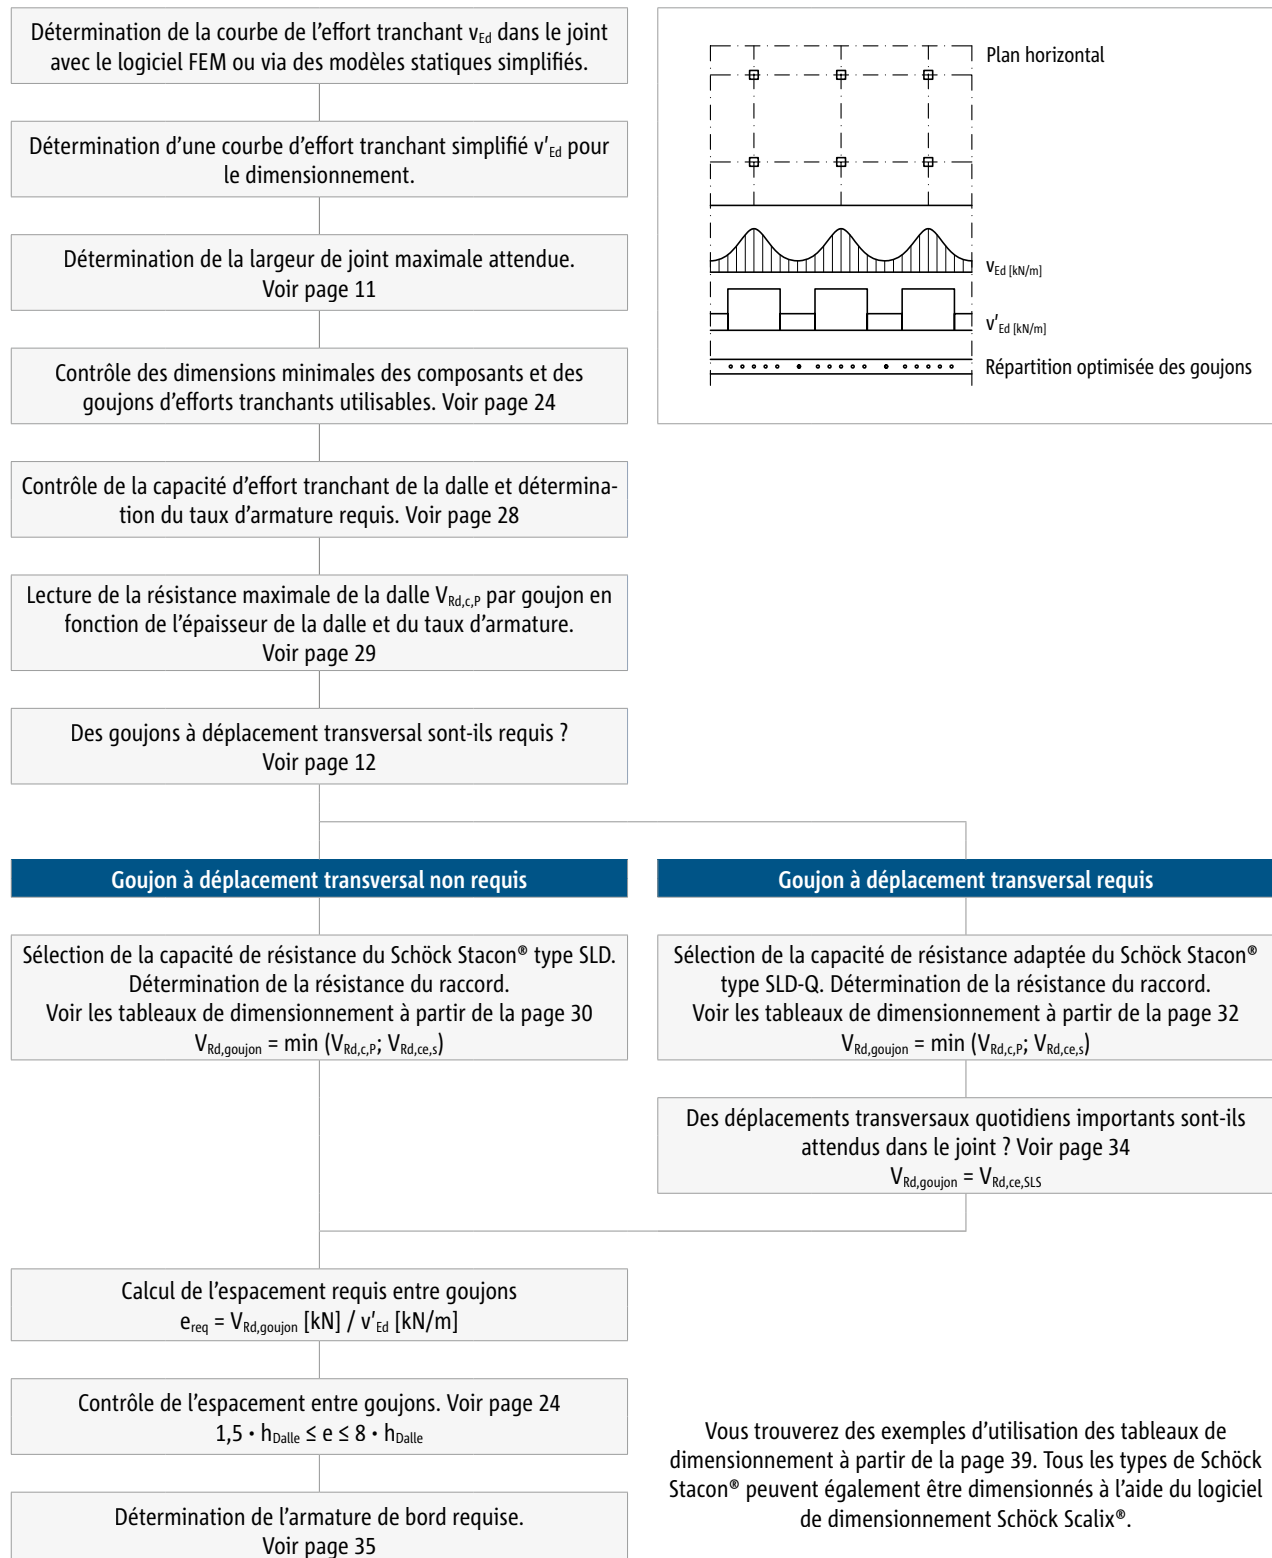 Détermination de la courbe de l'effort tranchant vEd dans le joint
avec le logiciel FEM ou via des modèles statiques simplifiés.
Détermination d'une courbe d'effort tranchant simplifié v'Ed pour
le dimensionnement.
Détermination de la largeur de joint maximale attendue.
Voir page 11
Contrôle des dimensions minimales des composants et des
goujons d'efforts tranchants utilisables. Voir page 24
Contrôle de la capacité d'effort tranchant de la dalle et détermina-
tion du taux d'armature requis. Voir page 28
Lecture de la résistance maximale de la dalle VRd,c,P par goujon en
fonction de l'épaisseur de la dalle et du taux d'armature.
Voir page 29
Des goujons à déplacement transversal sont-ils requis ?
Voir page 12
Plan horizontal
vEd [kN/m]
v'Ed [kN/m]
Répartition optimisée des goujons
Goujon à déplacement transversal non requis
Sélection de la capacité de résistance du Schöck Stacon® type SLD.
Détermination de la résistance du raccord.
Voir les tableaux de dimensionnement à partir de la page 30
VRd,goujon = min (VRd,c,P; VRd,ce,s)
Goujon à déplacement transversal requis
Sélection de la capacité de résistance adaptée du Schöck Stacon®
type SLD-Q. Détermination de la résistance du raccord.
Voir les tableaux de dimensionnement à partir de la page 32
VRd,goujon = min (VRd,c,P; VRd,ce,s)
Des déplacements transversaux quotidiens importants sont-ils
attendus dans le joint ? Voir page 34
VRd,goujon = VRd,ce,SLS
Calcul de l'espacement requis entre goujons
ereq = VRd,goujon [kN] / v'Ed [kN/m]
Contrôle de l'espacement entre goujons. Voir page 24
1,5 • hDalle ≤ e ≤ 8 • hDalle
Détermination de l'armature de bord requise.
Voir page 35
Vous trouverez des exemples d'utilisation des tableaux de
dimensionnement à partir de la page 39. Tous les types de Schöck
Stacon® peuvent également être dimensionnés à l'aide du logiciel
de dimensionnement Schöck Scalix®.